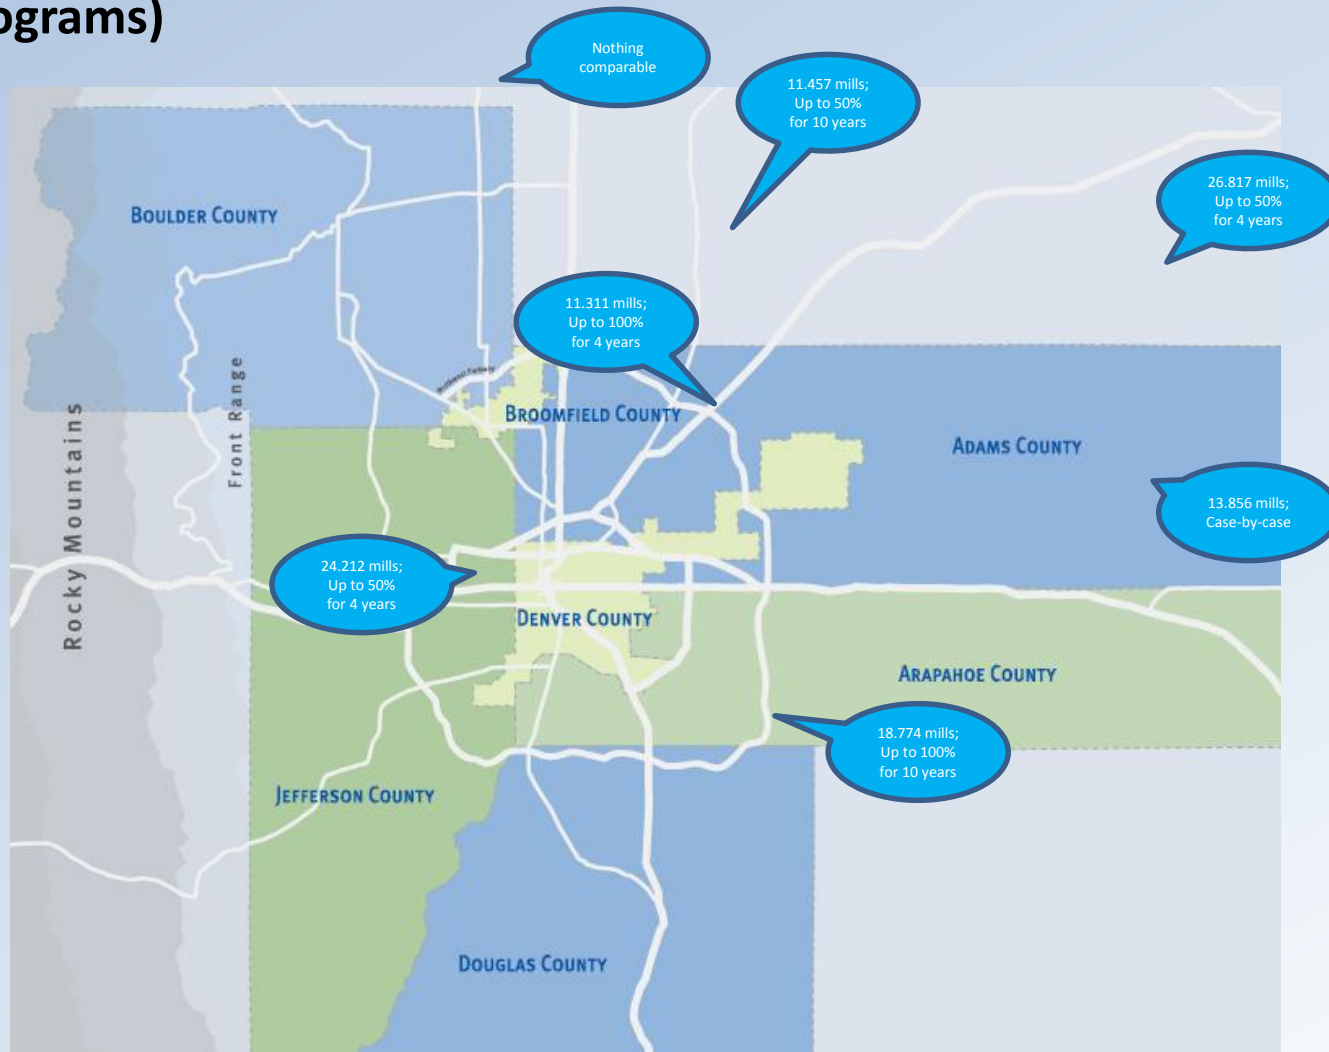 ograms)
Nothing
comparable
11.457 mills;
Up to 50%
for 10 years
26.817 mills;
Up to 50%
for 4 years
BOULDER COUNTY
11.311 mills;
Up to 100%
for 4 years
Northwest Parkway
Front Range
BROOMFIELD COUNTY
ADAMS COUNTY
Rocky Mountains
13.856 mills;
Case-by-case
24.212 mills;
Up to 50%
for 4 years
DENVER COUNTY
ARAPAHOE COUNTY
18.774 mills;
Up to 100%
for 10 years
JEFFERSON COUNTY
DOUGLAS COUNTY